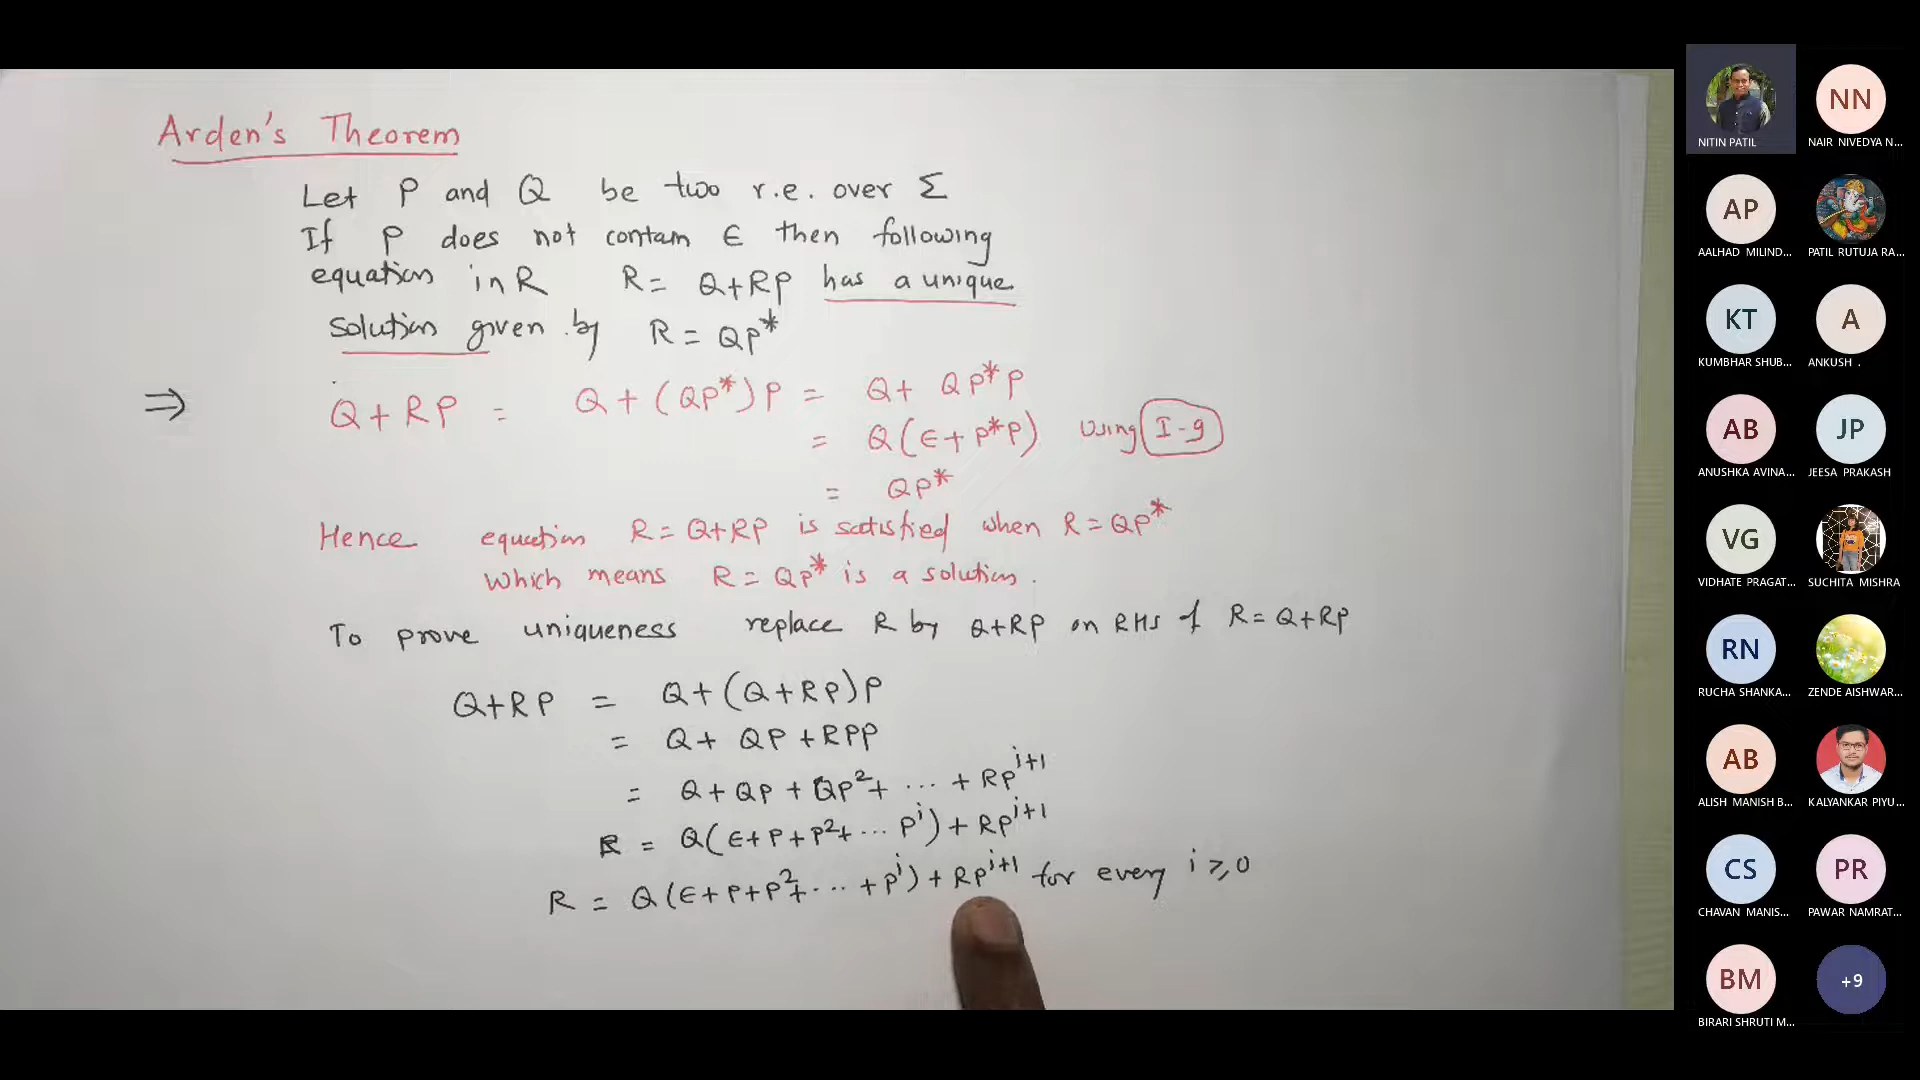 Arden's Theorem
Let P and Q be two r.e. over Σ
If P does not contain ϵ then following
equation in R R = Q+RP has a unique
solution given by R = QP*
⇒ Q+RP = Q+(QP*)P = Q+ QP*P
= Q(ϵ+P*P) using I-9
= QP*
Hence equation R = Q+RP is satisfied when R = QP*
which means R = QP* is a solution.
To prove uniqueness replace R by Q+RP on RHS of R = Q+RP
Q+RP = Q+(Q+RP)P
= Q+ QP +RPP
= Q+QP+QP²+ ... + RPⁱ⁺¹
R = Q(ϵ+P+P²+...Pⁱ)+RPⁱ⁺¹
R = Q(ϵ+P+P²+...+Pⁱ)+RPⁱ⁺¹ for every i ≥ 0
NITIN PATIL
NN
NAIR NIVEDYA N...
AP
AALHAD MILIND...
PATIL RUTUJA RA...
KT
KUMBHAR SHUB...
A
ANKUSH .
AB
ANUSHKA AVINA...
JP
JEESA PRAKASH
VG
VIDHATE PRAGAT...
SUCHITA MISHRA
RN
RUCHA SHANKA...
ZENDE AISHWAR...
AB
ALISH MANISH B...
KALYANKAR PIYU...
CS
CHAVAN MANIS...
PR
PAWAR NAMRAT...
BM
BIRARI SHRUTI M...
+9